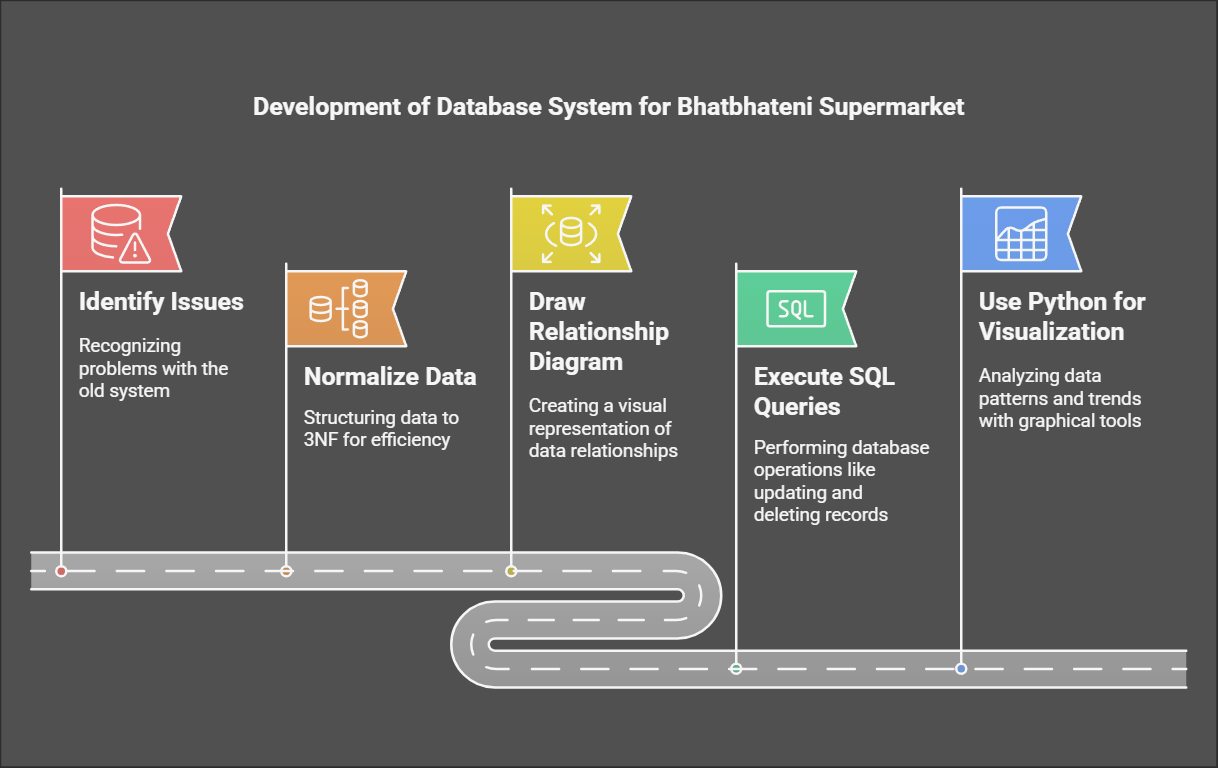 Development of Database System for Bhatbhateni Supermarket
Identify Issues
Recognizing
problems with the
old system
Normalize Data
Structuring data to
3NF for efficiency
Draw
Relationship
Diagram
Creating a visual
representation of
data relationships
SQL
Execute SQL
Queries
Performing database
operations like
updating and
deleting records
Use Python for
Visualization
Analyzing data
patterns and trends
with graphical tools